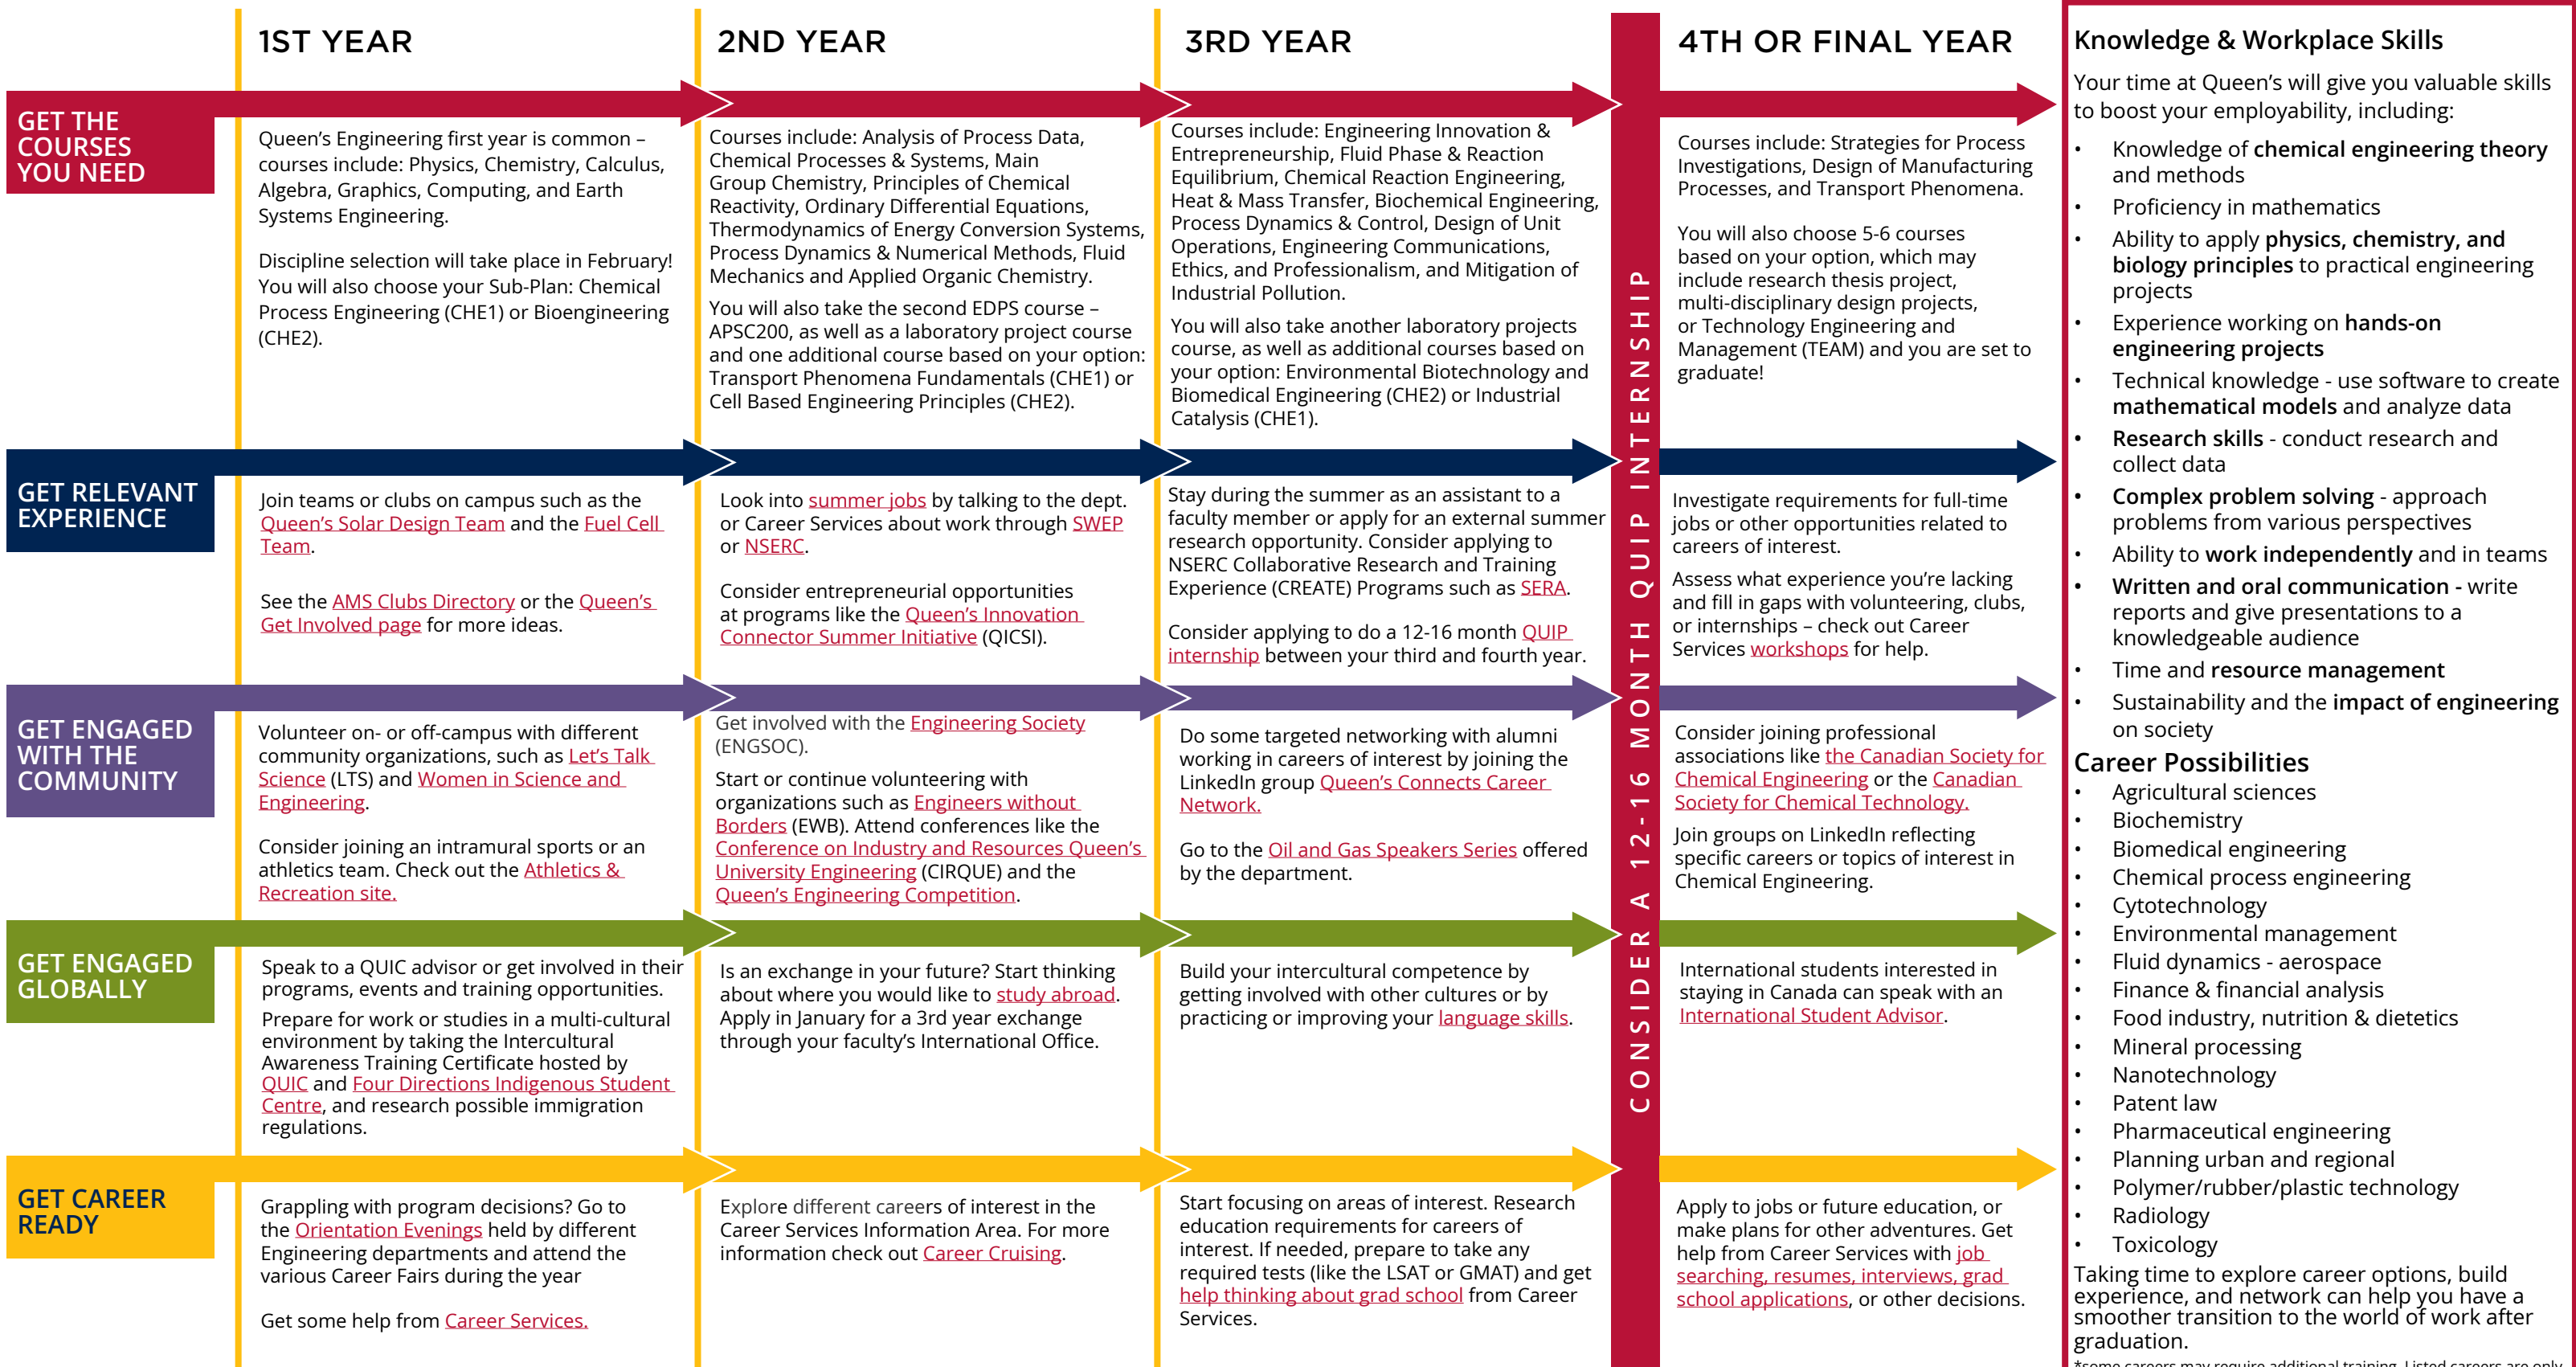 1ST YEAR
2ND YEAR
3RD YEAR
4TH OR FINAL YEAR
GET THE
COURSES
YOU NEED
Queen’s Engineering first year is common –
courses include: Physics, Chemistry, Calculus,
Algebra, Graphics, Computing, and Earth
Systems Engineering.
Discipline selection will take place in February!
You will also choose your Sub-Plan: Chemical
Process Engineering (CHE1) or Bioengineering
(CHE2).
Courses include: Analysis of Process Data,
Chemical Processes & Systems, Main
Group Chemistry, Principles of Chemical
Reactivity, Ordinary Differential Equations,
Thermodynamics of Energy Conversion Systems,
Process Dynamics & Numerical Methods, Fluid
Mechanics and Applied Organic Chemistry.
You will also take the second EDPS course –
APSC200, as well as a laboratory project course
and one additional course based on your option:
Transport Phenomena Fundamentals (CHE1) or
Cell Based Engineering Principles (CHE2).
Courses include: Engineering Innovation &
Entrepreneurship, Fluid Phase & Reaction
Equilibrium, Chemical Reaction Engineering,
Heat & Mass Transfer, Biochemical Engineering,
Process Dynamics & Control, Design of Unit
Operations, Engineering Communications,
Ethics, and Professionalism, and Mitigation of
Industrial Pollution.
You will also take another laboratory projects
course, as well as additional courses based on
your option: Environmental Biotechnology and
Biomedical Engineering (CHE2) or Industrial
Catalysis (CHE1).
Courses include: Strategies for Process
Investigations, Design of Manufacturing
Processes, and Transport Phenomena.
You will also choose 5-6 courses
based on your option, which may
include research thesis project,
multi-disciplinary design projects,
or Technology Engineering and
Management (TEAM) and you are set to
graduate!
GET RELEVANT
EXPERIENCE
Join teams or clubs on campus such as the
Queen’s Solar Design Team and the Fuel Cell
Team.
See the AMS Clubs Directory or the Queen’s
Get Involved page for more ideas.
Look into summer jobs by talking to the dept.
or Career Services about work through SWEP
or NSERC.
Consider entrepreneurial opportunities
at programs like the Queen’s Innovation
Connector Summer Initiative (QICSI).
Stay during the summer as an assistant to a
faculty member or apply for an external summer
research opportunity. Consider applying to
NSERC Collaborative Research and Training
Experience (CREATE) Programs such as SERA.
Consider applying to do a 12-16 month QUIP
internship between your third and fourth year.
Investigate requirements for full-time
jobs or other opportunities related to
careers of interest.
Assess what experience you’re lacking
and fill in gaps with volunteering, clubs,
or internships – check out Career
Services workshops for help.
GET ENGAGED
WITH THE
COMMUNITY
Volunteer on- or off-campus with different
community organizations, such as Let’s Talk
Science (LTS) and Women in Science and
Engineering.
Consider joining an intramural sports or an
athletics team. Check out the Athletics &
Recreation site.
Get involved with the Engineering Society
(ENGSOC).
Start or continue volunteering with
organizations such as Engineers without
Borders (EWB). Attend conferences like the
Conference on Industry and Resources Queen’s
University Engineering (CIRQUE) and the
Queen’s Engineering Competition.
Do some targeted networking with alumni
working in careers of interest by joining the
LinkedIn group Queen’s Connects Career
Network.
Go to the Oil and Gas Speakers Series offered
by the department.
Consider joining professional
associations like the Canadian Society for
Chemical Engineering or the Canadian
Society for Chemical Technology.
Join groups on LinkedIn reflecting
specific careers or topics of interest in
Chemical Engineering.
GET ENGAGED
GLOBALLY
Speak to a QUIC advisor or get involved in their
programs, events and training opportunities.
Prepare for work or studies in a multi-cultural
environment by taking the Intercultural
Awareness Training Certificate hosted by
QUIC and Four Directions Indigenous Student
Centre, and research possible immigration
regulations.
Is an exchange in your future? Start thinking
about where you would like to study abroad.
Apply in January for a 3rd year exchange
through your faculty’s International Office.
Build your intercultural competence by
getting involved with other cultures or by
practicing or improving your language skills.
International students interested in
staying in Canada can speak with an
International Student Advisor.
GET CAREER
READY
Grappling with program decisions? Go to
the Orientation Evenings held by different
Engineering departments and attend the
various Career Fairs during the year
Get some help from Career Services.
Explore different careers of interest in the
Career Services Information Area. For more
information check out Career Cruising.
Start focusing on areas of interest. Research
education requirements for careers of
interest. If needed, prepare to take any
required tests (like the LSAT or GMAT) and get
help thinking about grad school from Career
Services.
Apply to jobs or future education, or
make plans for other adventures. Get
help from Career Services with job
searching, resumes, interviews, grad
school applications, or other decisions.
CONSIDER A 12-16 MONTH QUIP INTERNSHIP
Knowledge & Workplace Skills
Your time at Queen’s will give you valuable skills
to boost your employability, including:
• Knowledge of chemical engineering theory
and methods
• Proficiency in mathematics
• Ability to apply physics, chemistry, and
biology principles to practical engineering
projects
• Experience working on hands-on
engineering projects
• Technical knowledge - use software to create
mathematical models and analyze data
• Research skills - conduct research and
collect data
• Complex problem solving - approach
problems from various perspectives
• Ability to work independently and in teams
• Written and oral communication - write
reports and give presentations to a
knowledgeable audience
• Time and resource management
• Sustainability and the impact of engineering
on society
Career Possibilities
• Agricultural sciences
• Biochemistry
• Biomedical engineering
• Chemical process engineering
• Cytotechnology
• Environmental management
• Fluid dynamics - aerospace
• Finance & financial analysis
• Food industry, nutrition & dietetics
• Mineral processing
• Nanotechnology
• Patent law
• Pharmaceutical engineering
• Planning urban and regional
• Polymer/rubber/plastic technology
• Radiology
• Toxicology
Taking time to explore career options, build
experience, and network can help you have a
smoother transition to the world of work after
graduation.
*some careers may require additional training. Listed careers are only